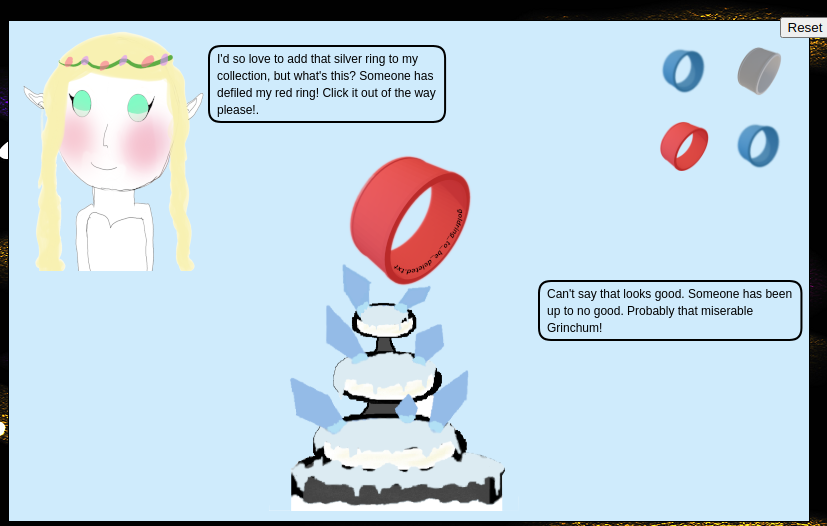 Reset
I'd so love to add that silver ring to my
collection, but what's this? Someone has
defiled my red ring! Click it out of the way
please!.
goldring_to_be_deleted.txt
Can't say that looks good. Someone has been
up to no good. Probably that miserable
Grinchum!